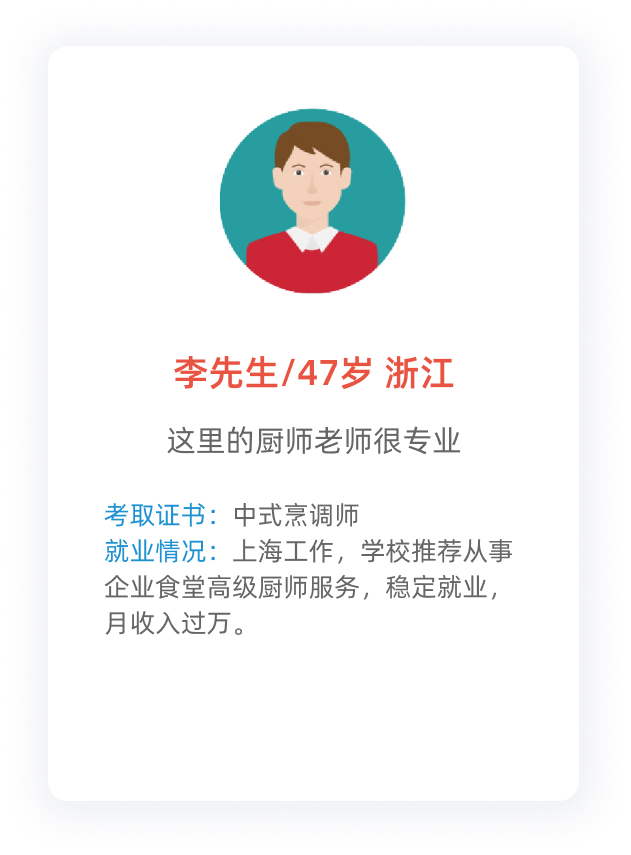 李先生/47岁 浙江
这里的厨师老师很专业
考取证书：中式烹调师
就业情况：上海工作，学校推荐从事
企业食堂高级厨师服务，稳定就业，
月收入过万。